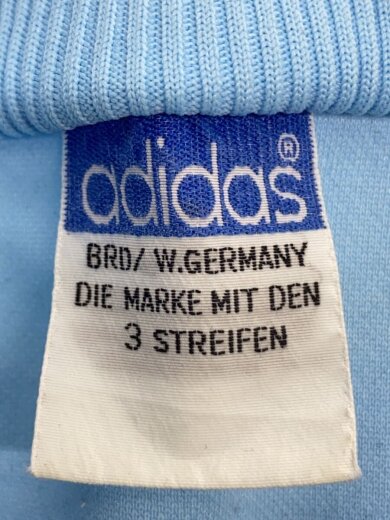 adidas®
BRD/ W.GERMANY
DIE MARKE MIT DEN
3 STREIFEN